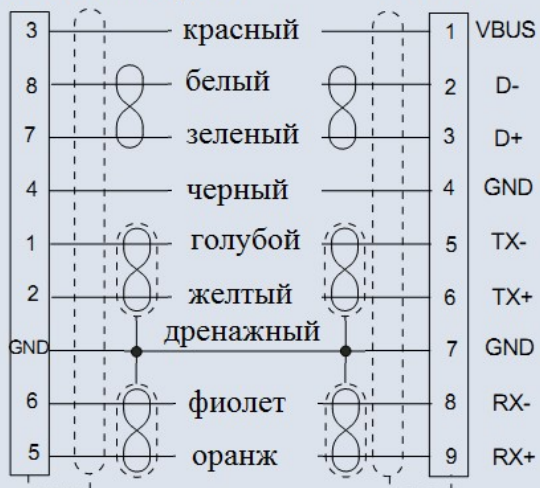 3 красный 1 VBUS
8 белый 2 D-
7 зеленый 3 D+
4 черный 4 GND
1 голубой 5 TX-
2 желтый 6 TX+
GND дренажный 7 GND
6 фиолет 8 RX-
5 оранж 9 RX+